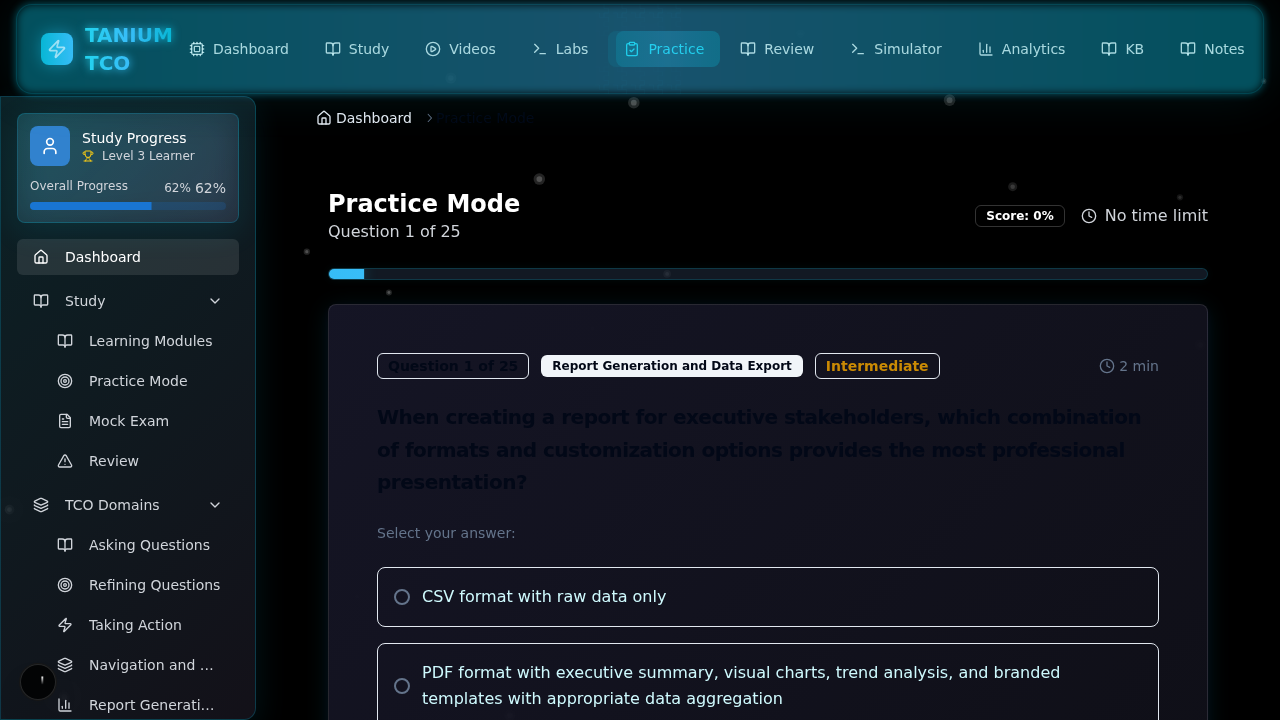 TANIUM
TCO
Dashboard
Study
Videos
Labs
Practice
Review
Simulator
Analytics
KB
Notes
Study Progress
Level 3 Learner
Overall Progress
62% 62%
Dashboard
Study
Learning Modules
Practice Mode
Mock Exam
Review
TCO Domains
Asking Questions
Refining Questions
Taking Action
Navigation and ...
Report Generati...
Dashboard
Practice Mode
Practice Mode
Question 1 of 25
Score: 0%
No time limit
Question 1 of 25
Report Generation and Data Export
Intermediate
2 min
When creating a report for executive stakeholders, which combination
of formats and customization options provides the most professional
presentation?
Select your answer:
CSV format with raw data only
PDF format with executive summary, visual charts, trend analysis, and branded
templates with appropriate data aggregation